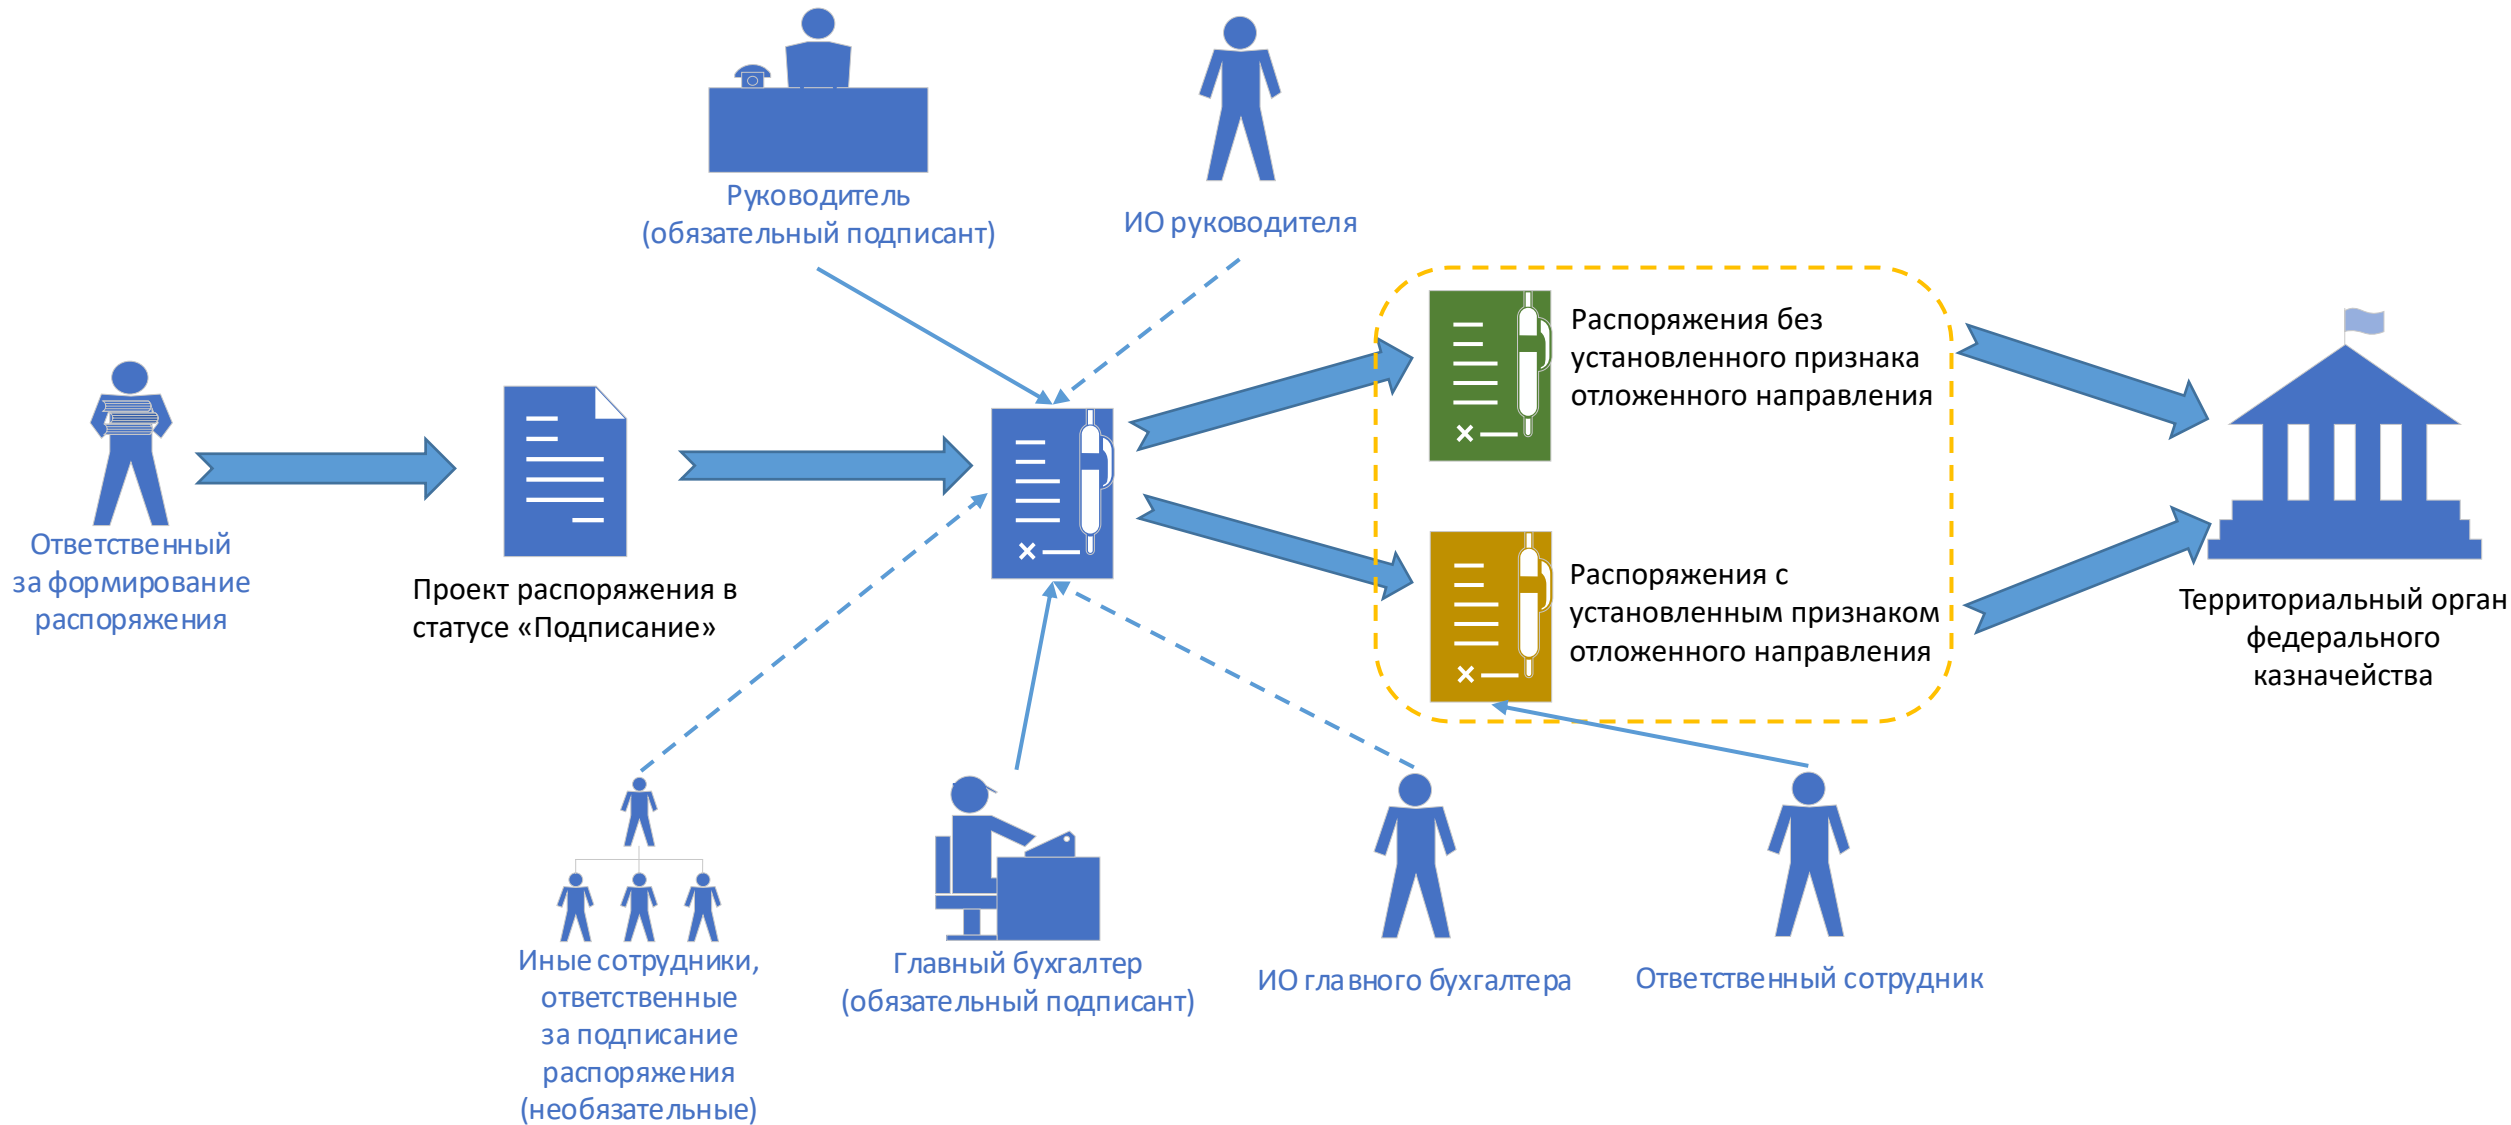 Руководитель
(обязательный подписант)
ИО руководителя
Распоряжения без
установленного признака
отложенного направления
Ответственный
за формирование
распоряжения
Проект распоряжения в
статусе «Подписание»
Распоряжения с
установленным признаком
отложенного направления
Территориальный орган
федерального
казначейства
Иные сотрудники,
ответственные
за подписание
распоряжения
(необязательные)
Главный бухгалтер
(обязательный подписант)
ИО главного бухгалтера
Ответственный сотрудник